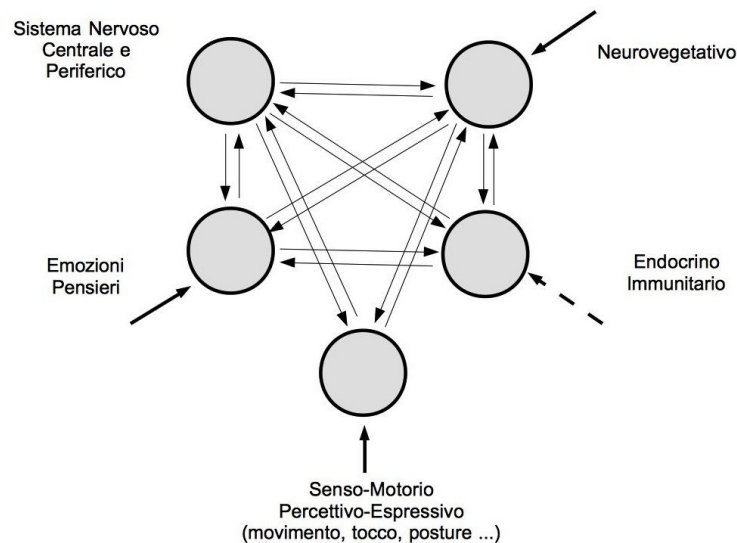 Sistema Nervoso
Centrale e
Periferico
Neurovegetativo
Emozioni
Pensieri
Endocrino
Immunitario
Senso-Motorio
Percettivo-Espressivo
(movimento, tocco, posture ...)